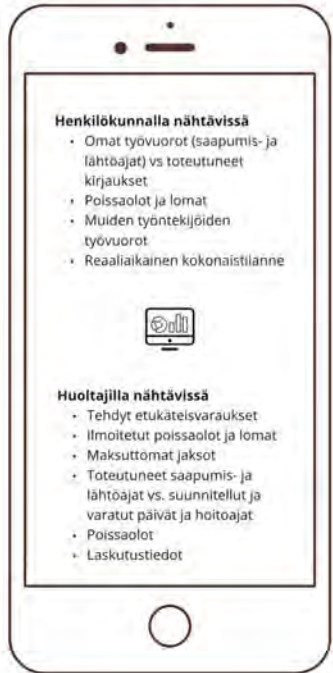 Henkilökunnalla nähtävissä
• Omat työvuorot (saapumis- ja
lähtöajat) vs toteutuneet
kirjaukset
• Poissaolot ja lomat
• Muiden työntekijöiden
työvuorot
• Reaaliaikainen kokonaistilanne
Huoltajilla nähtävissä
• Tehdyt etukäteisvaraukset
• Ilmoitetut poissaolot ja lomat
• Maksuttomat jaksot
• Toteutuneet saapumis- ja
lähtöajat vs. suunnitellut ja
varatut päivät ja hoitoajat
• Poissaolot
• Laskutustiedot